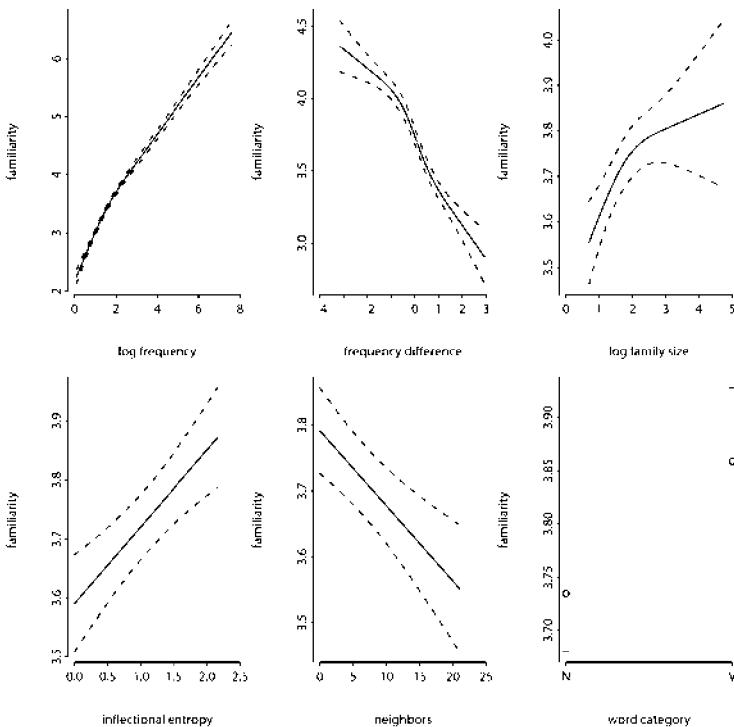 familiarity
6
5
4
3
2
0 2 4 6 8
log frequency
familiarity
4.5
4.0
3.5
3.0
4 2 0 1 2 3
frequency difference
familiarity
4.0
3.9
3.8
3.7
3.6
3.5
0 1 2 3 4 5
log family size
familiarity
3.9
3.8
3.7
3.6
3.5
0.0 0.5 1.0 1.5 2.0 2.5
inflectional entropy
familiarity
3.8
3.7
3.6
3.5
0 5 10 15 20 25
neighbors
familiarity
3.90
3.85
3.80
3.75
3.70
N V
word category